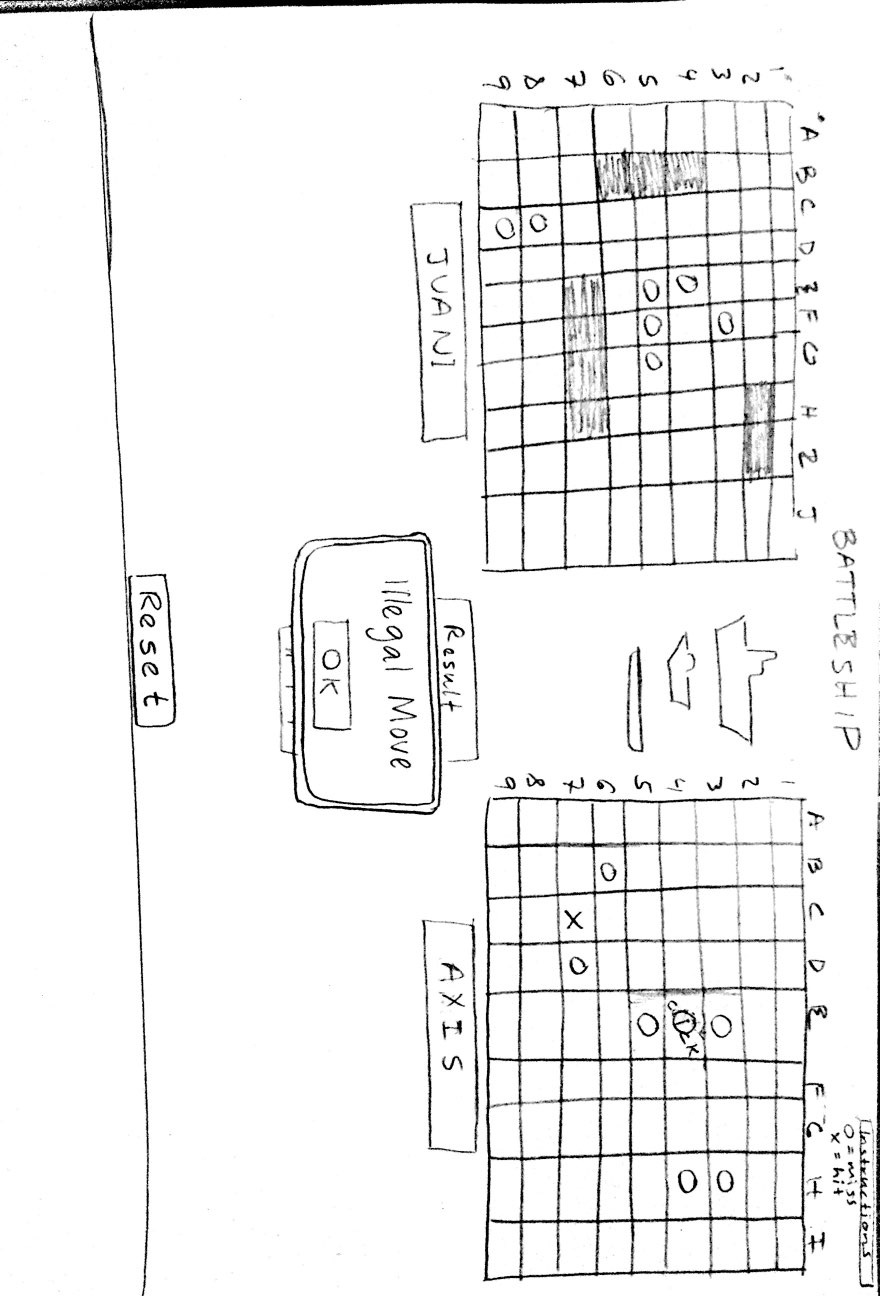 BATTLESHIP
Instructions
O = miss
X = hit
A B C D E F G H I J
1
2
3
4
5
6
7
8
9
A B C D E F G H I
1
2
3
4
5
6
7
8
9
O
O
O O O
O
O
O O
O CLICK O
O
O
X O
JUANI
AXIS
Result
Illegal Move
OK
Reset